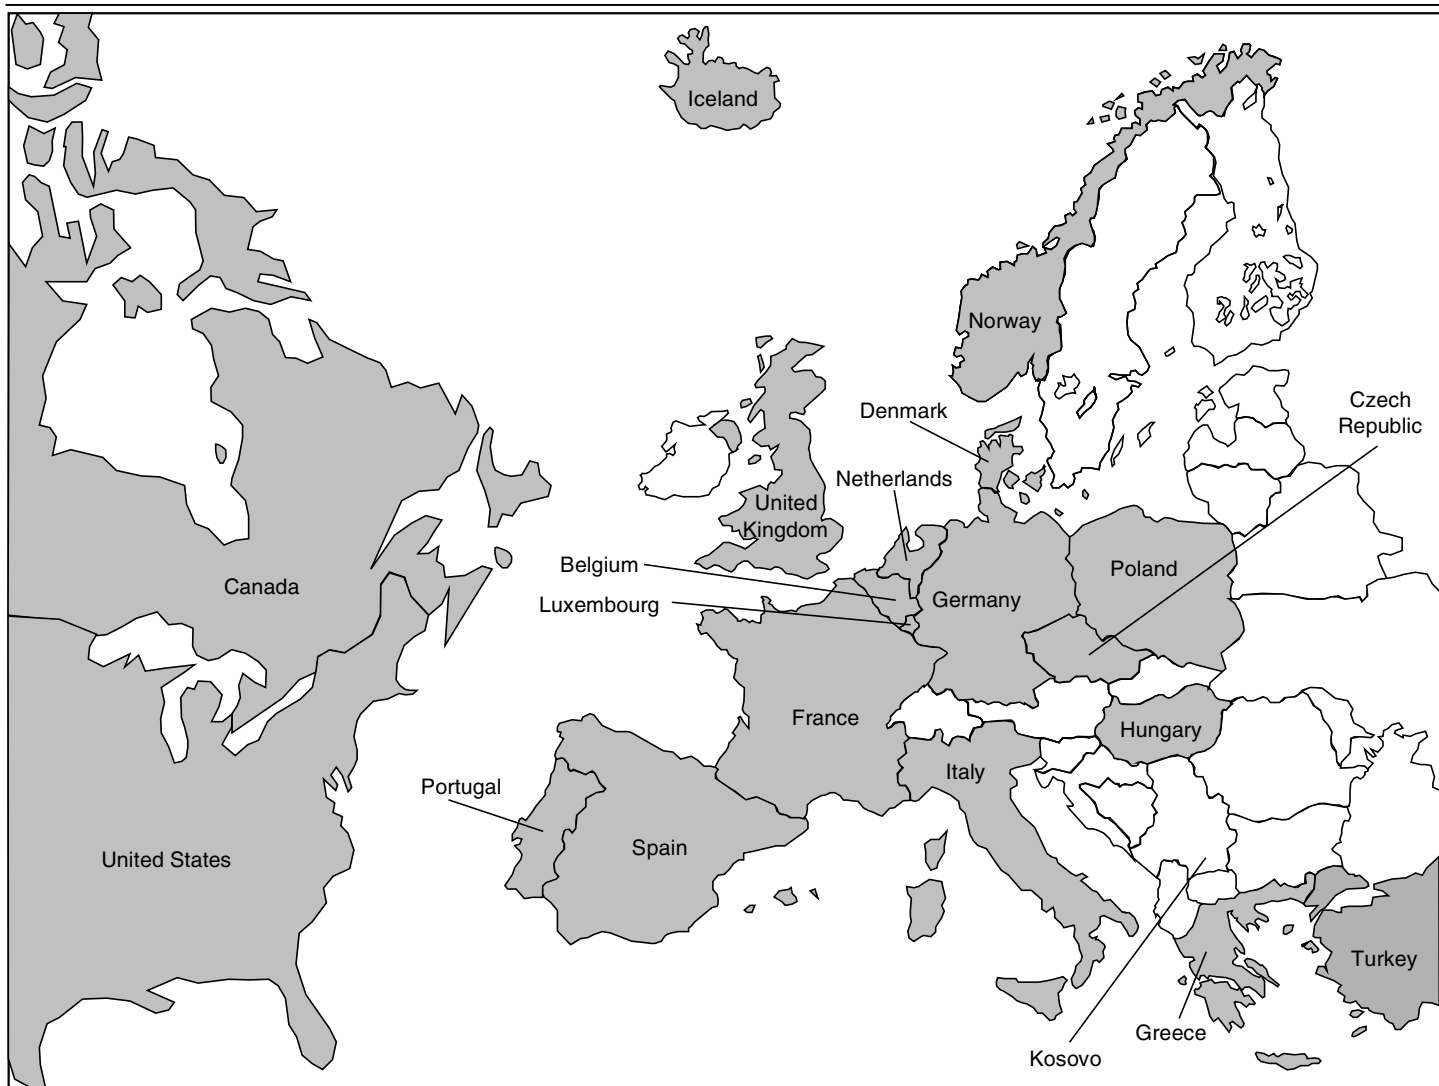 Iceland
Norway
Czech
Republic
Denmark
Netherlands
United
Kingdom
Belgium
Poland
Canada
Luxembourg
Germany
France
Hungary
Italy
Portugal
Spain
United States
Turkey
Greece
Kosovo